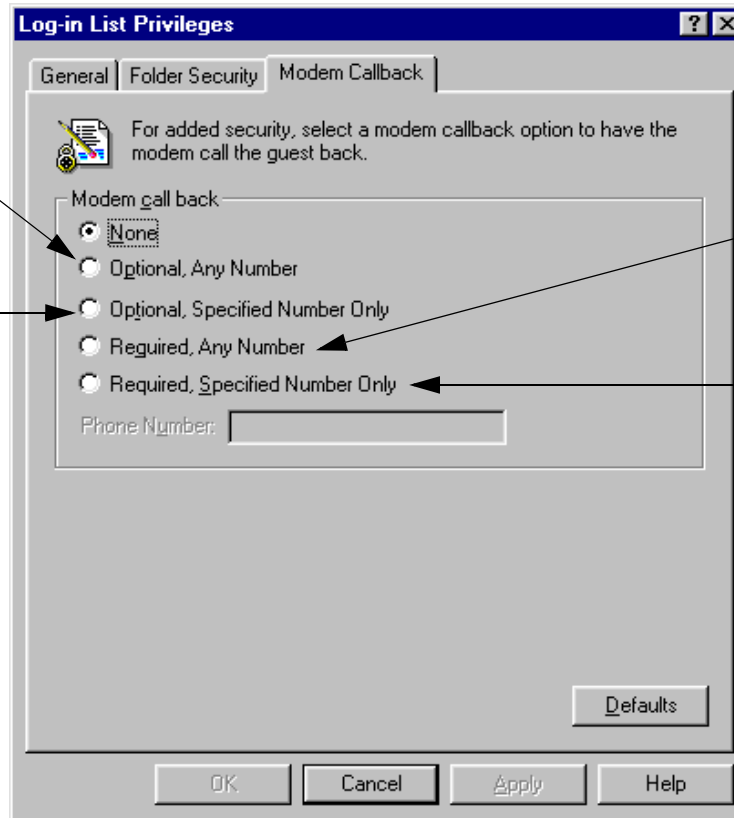 Log-in List Privileges
General Folder Security Modem Callback
For added security, select a modem callback option to have the
modem call the guest back.
Modem call back
None
Optional, Any Number
Optional, Specified Number Only
Required, Any Number
Required, Specified Number Only
Phone Number:
Defaults
OK Cancel Apply Help